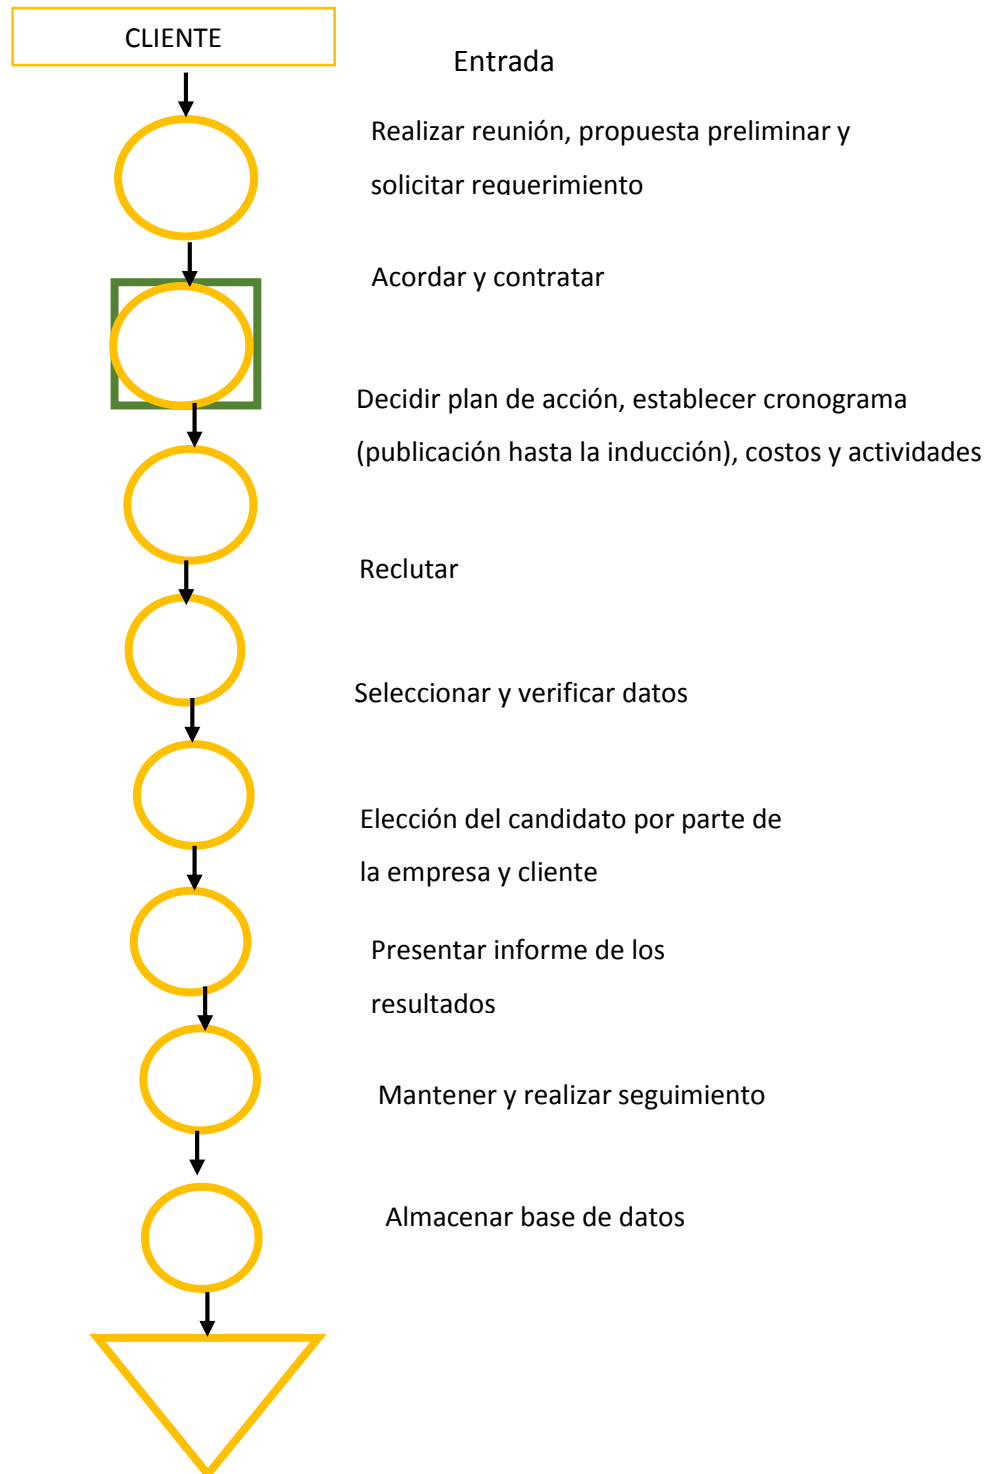 CLIENTE
Entrada
Realizar reunión, propuesta preliminar y
solicitar requerimiento
Acordar y contratar
Decidir plan de acción, establecer cronograma
(publicación hasta la inducción), costos y actividades
Reclutar
Seleccionar y verificar datos
Elección del candidato por parte de
la empresa y cliente
Presentar informe de los
resultados
Mantener y realizar seguimiento
Almacenar base de datos